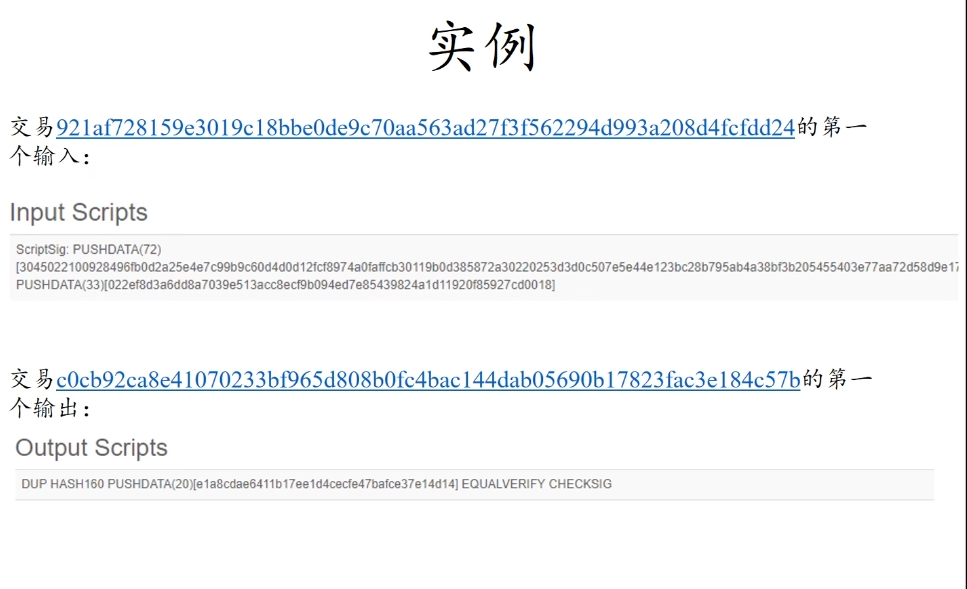 实例
交易921af728159e3019c18bbe0de9c70aa563ad27f3f562294d993a208d4fcfdd24的第一
个输入：
Input Scripts
ScriptSig: PUSHDATA(72)
[3045022100928496fb0d2a25e4e7c99b9c60d4d0d12fcf8974a0faffcb30119b0d385872a30220253d3d0c507e5e44e123bc28b795ab4a38bf3b205455403e77aa72d58d9e17
PUSHDATA(33)[022ef8d3a6dd8a7039e513acc8ecf9b094ed7e85439824a1d11920f85927cd0018]
交易c0cb92ca8e41070233bf965d808b0fc4bac144dab05690b17823fac3e184c57b的第一
个输出：
Output Scripts
DUP HASH160 PUSHDATA(20)[e1a8cdae6411b17ee1d4cecfe47bafce37e14d14] EQUALVERIFY CHECKSIG